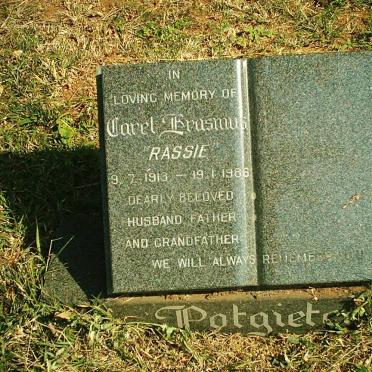 IN
LOVING MEMORY OF
Carel Erasmus
"RASSIE"
9.7.1913 — 19.1.1986
DEARLY BELOVED
HUSBAND FATHER
AND GRANDFATHER
WE WILL ALWAYS REMEMBER
Potgieter